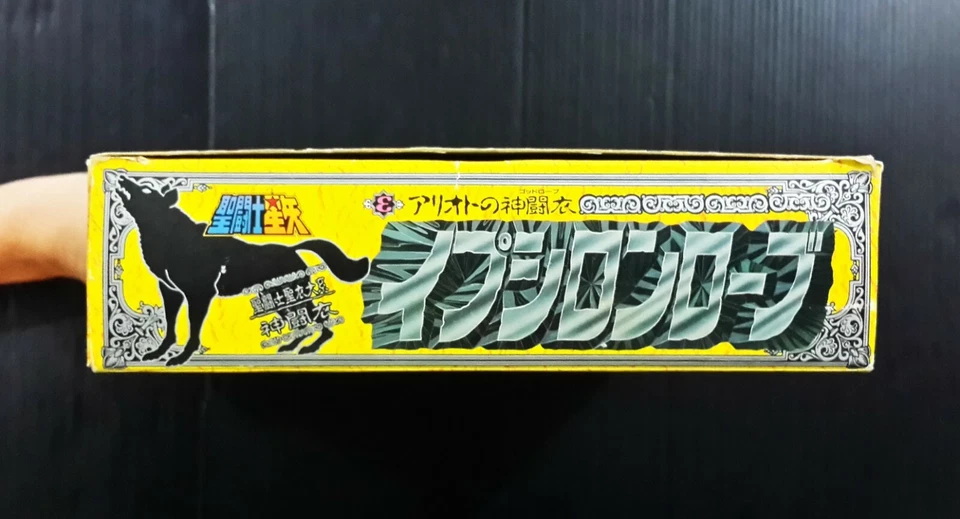 聖闘士星矢
ε アリオトの神闘衣
ゴッドローブ
イプシロンローブ
聖闘士聖衣大系
神闘衣